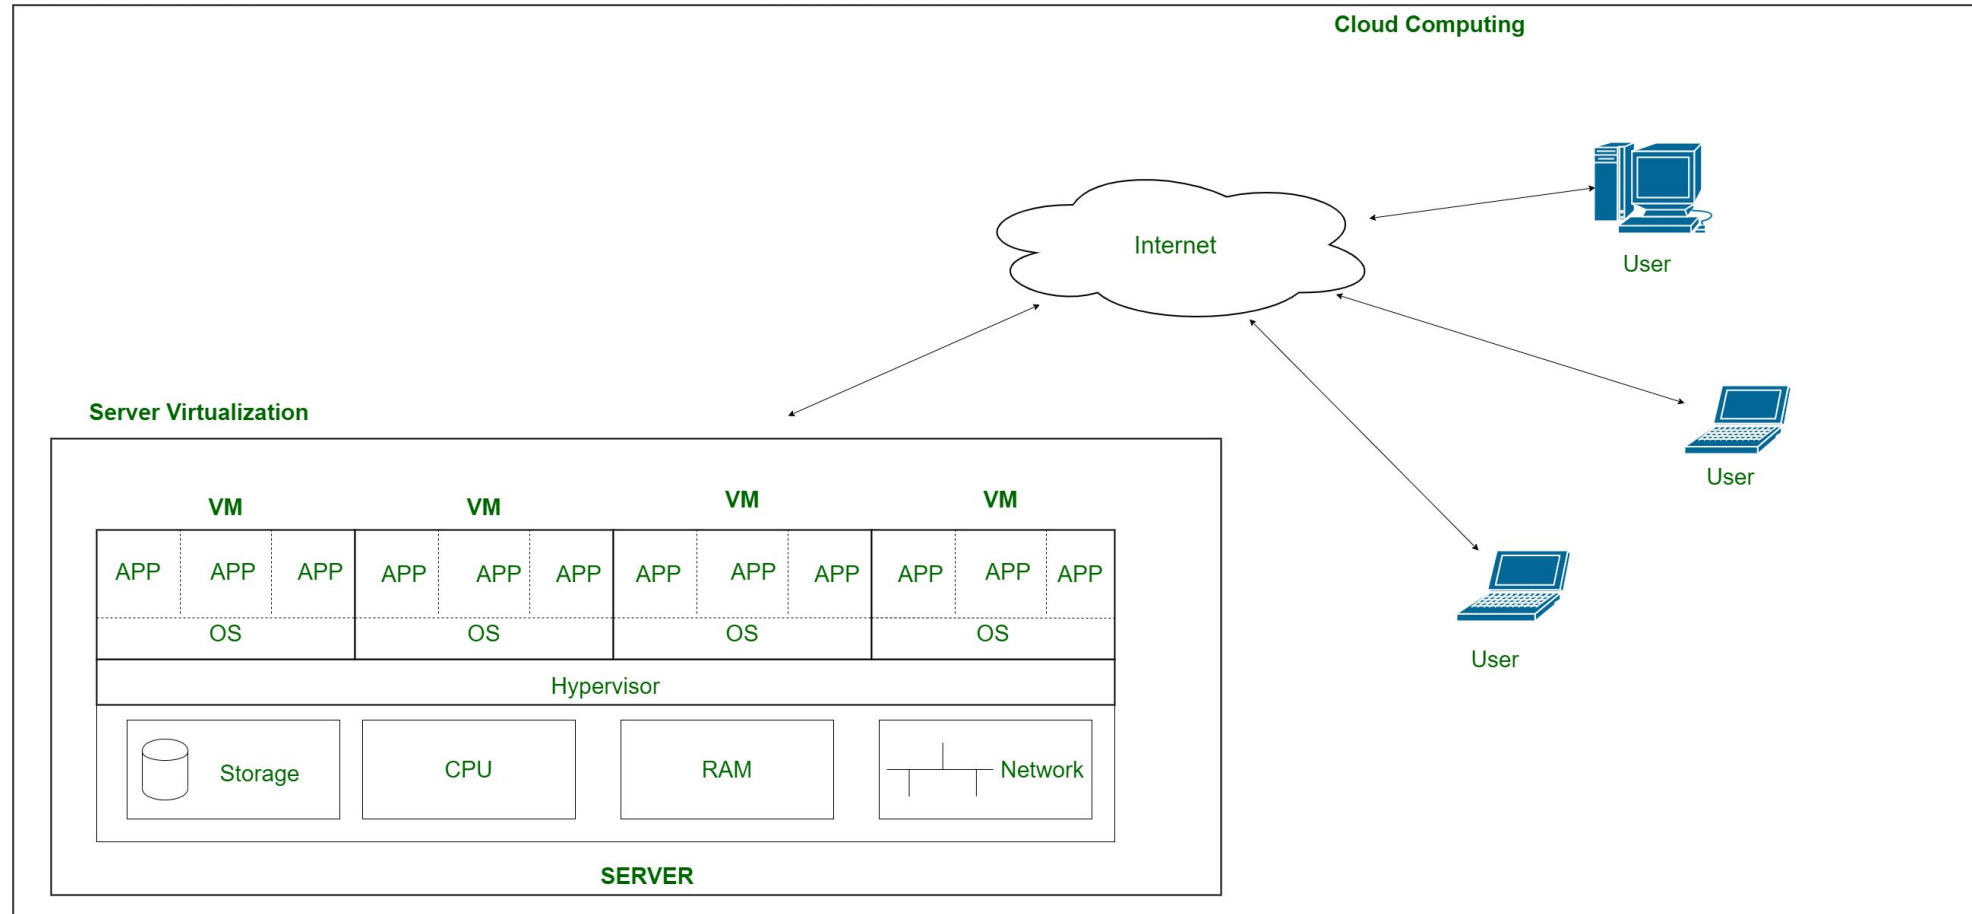 Cloud Computing
Internet
User
User
User
Server Virtualization
VM VM VM VM
APP APP APP APP APP APP APP APP APP APP APP APP
OS OS OS OS
Hypervisor
Storage CPU RAM Network
SERVER